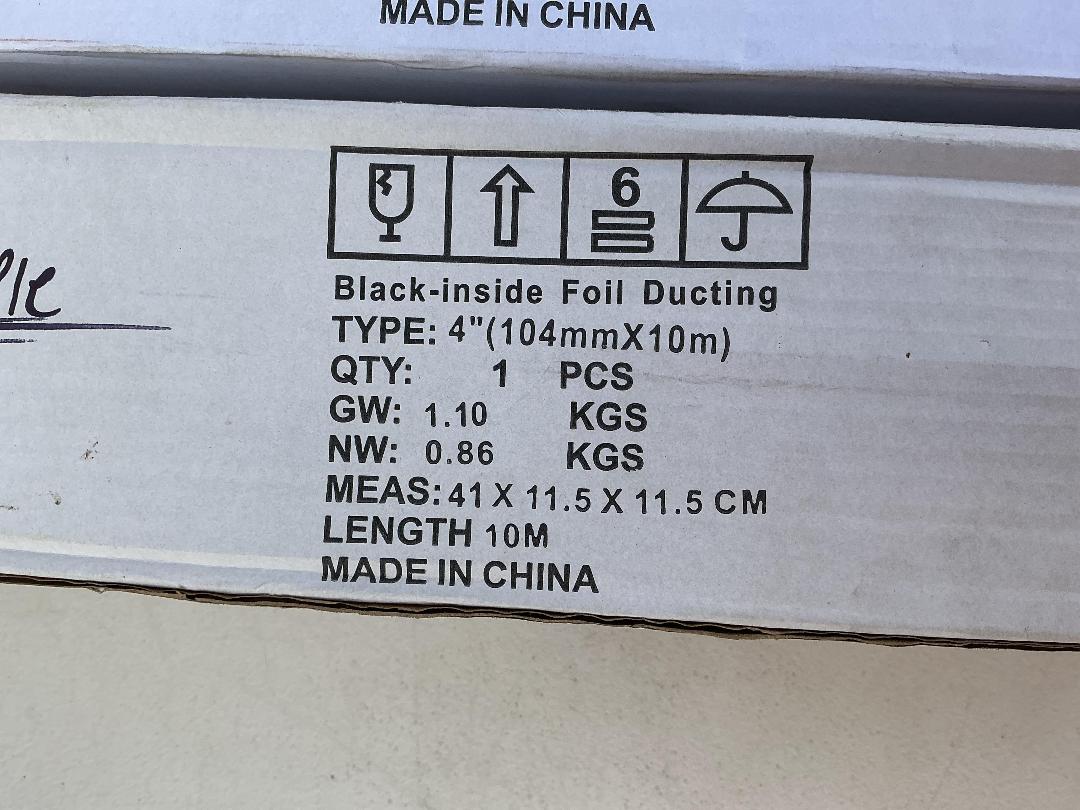 MADE IN CHINA
6
Black-inside Foil Ducting
TYPE: 4"(104mmX10m)
QTY: 1 PCS
GW: 1.10 KGS
NW: 0.86 KGS
MEAS: 41 X 11.5 X 11.5 CM
LENGTH 10M
MADE IN CHINA